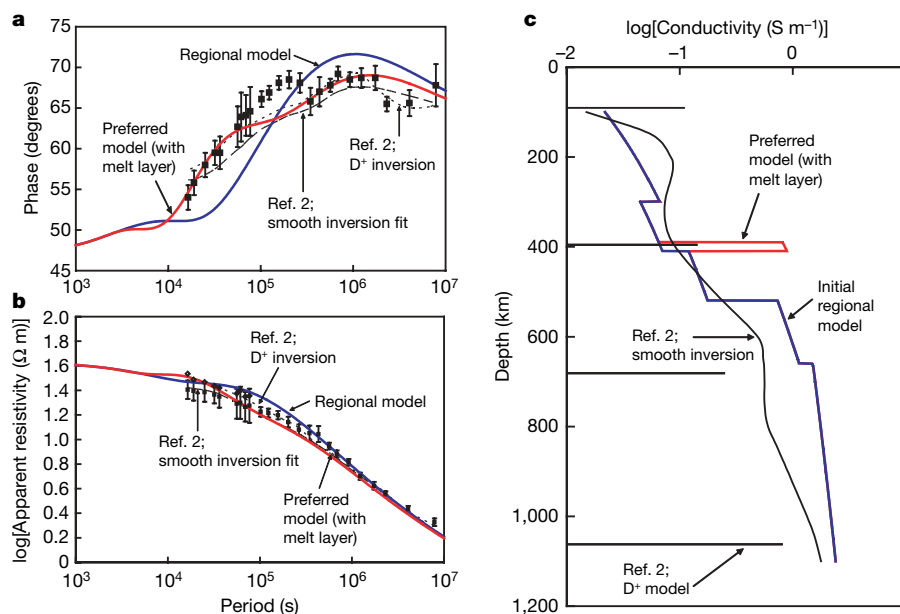 a
Phase (degrees)
75
70
65
60
55
50
45
10³
10⁴
10⁵
10⁶
10⁷
Regional model
Preferred
model (with
melt layer)
Ref. 2;
D⁺ inversion
Ref. 2;
smooth inversion fit
b
log[Apparent resistivity (Ω m)]
2.0
1.8
1.6
1.4
1.2
1.0
0.8
0.6
0.4
0.2
0
10³
10⁴
10⁵
10⁶
10⁷
Period (s)
Ref. 2;
D⁺ inversion
Regional model
Ref. 2;
smooth inversion fit
Preferred
model (with
melt layer)
c
log[Conductivity (S m⁻¹)]
–2
–1
0
Depth (km)
0
200
400
600
800
1,000
1,200
Preferred
model (with
melt layer)
Initial
regional
model
Ref. 2;
smooth inversion
Ref. 2;
D⁺ model